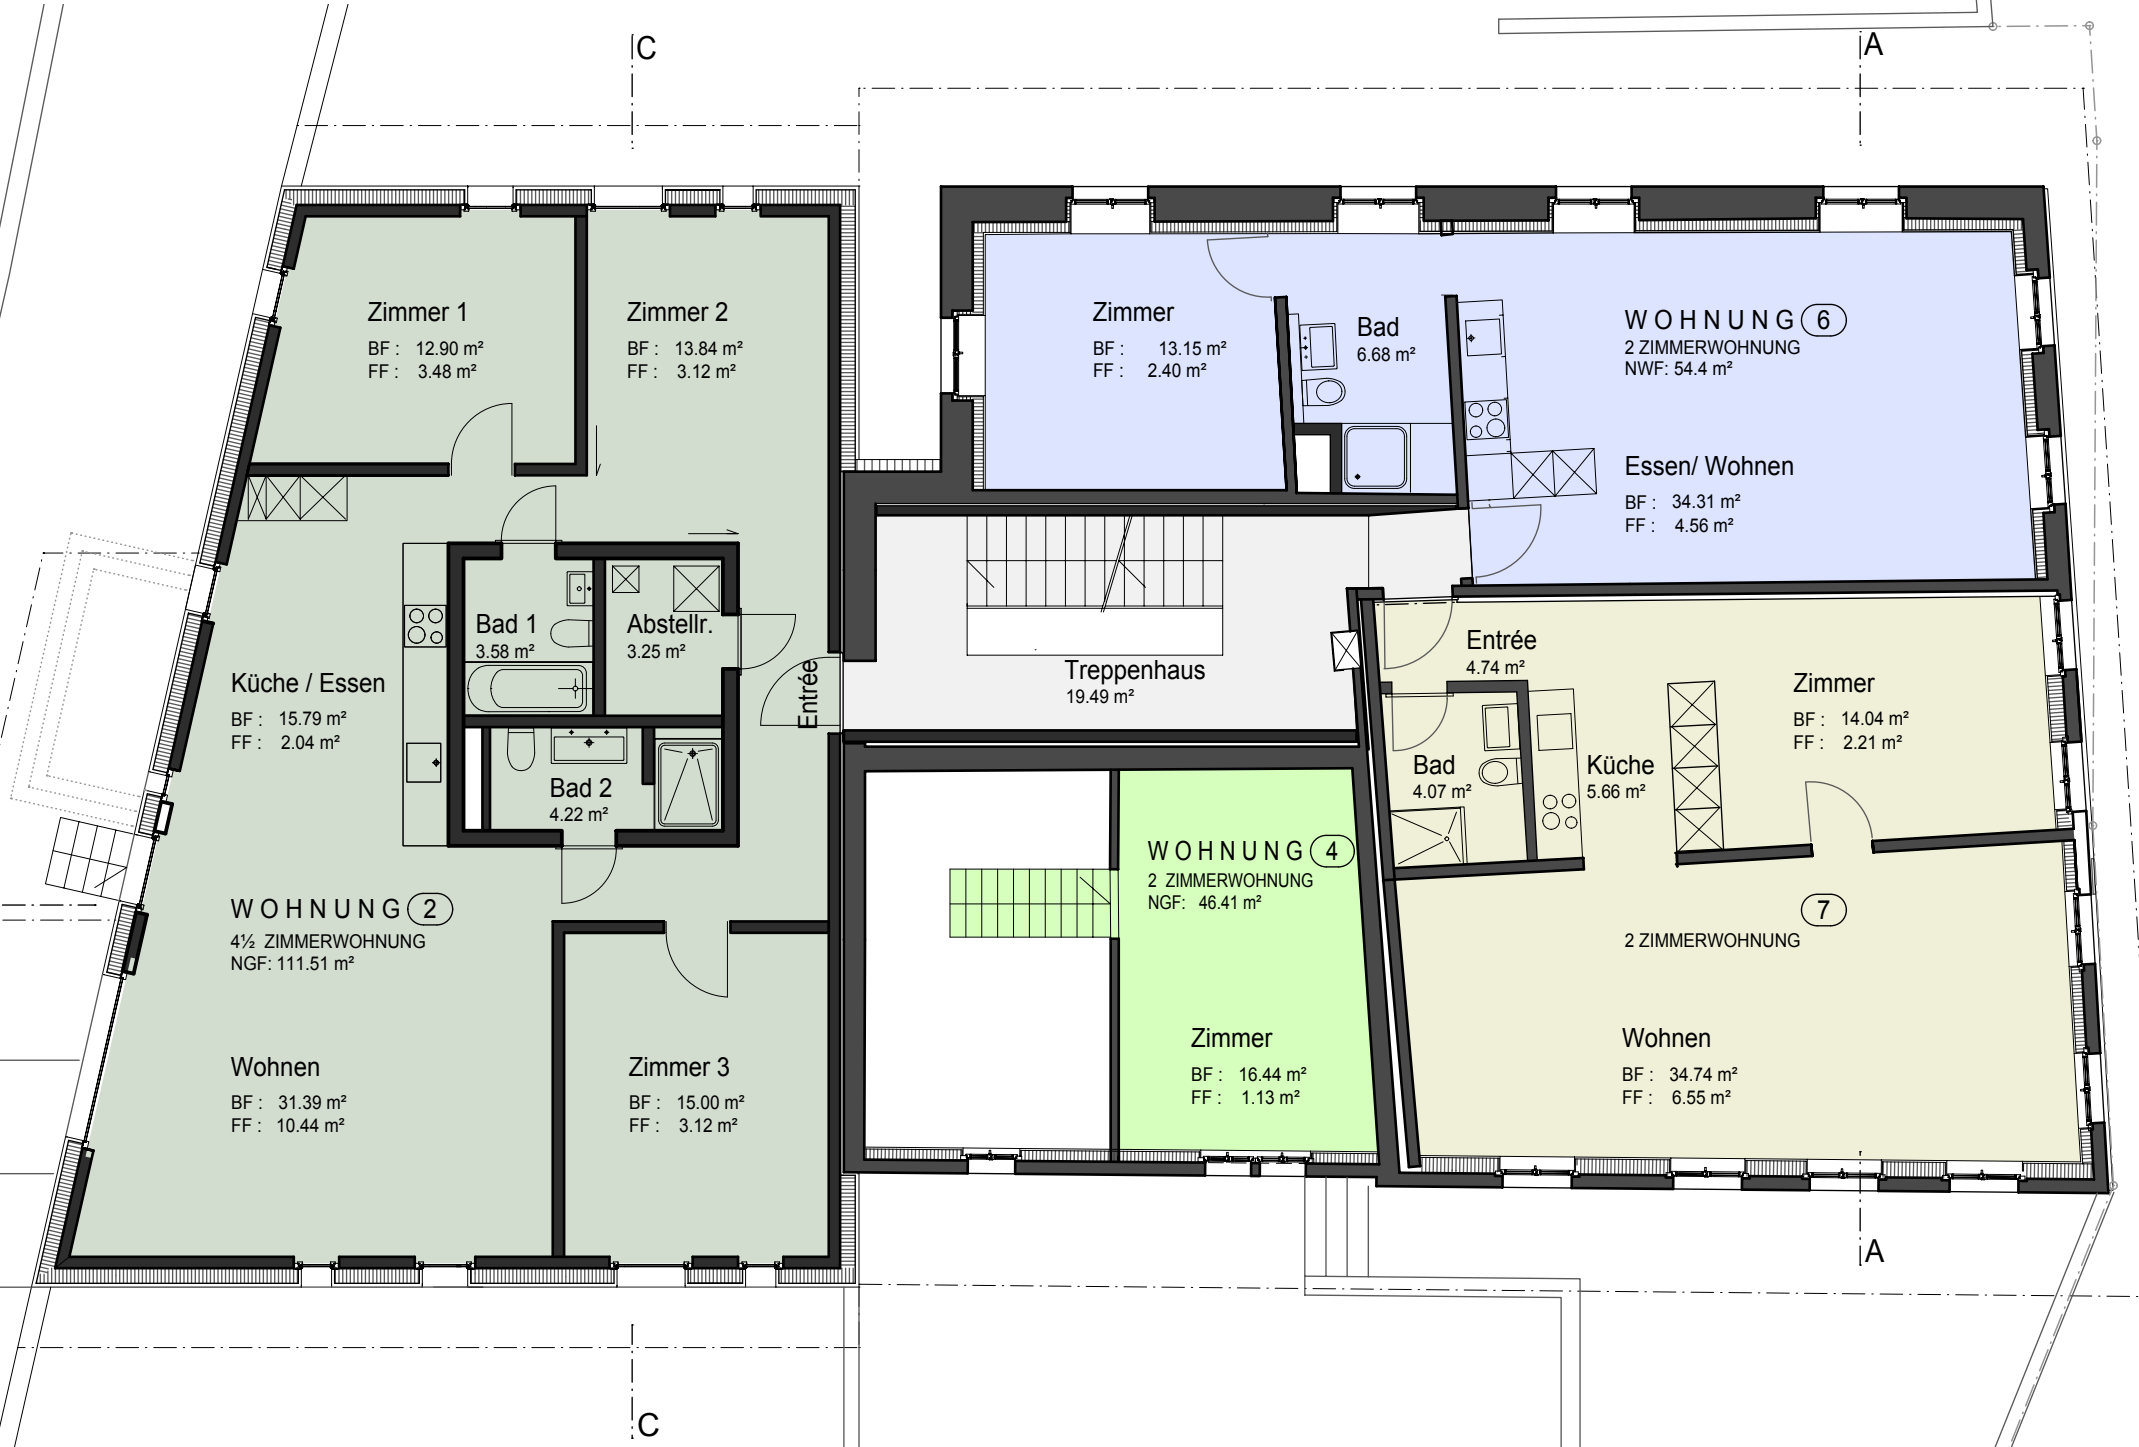 C
A
Zimmer 1
BF : 12.90 m²
FF : 3.48 m²
Zimmer 2
BF : 13.84 m²
FF : 3.12 m²
Zimmer
BF : 13.15 m²
FF : 2.40 m²
Bad
6.68 m²
WOHNUNG 6
2 ZIMMERWOHNUNG
NWF: 54.4 m²
Essen/ Wohnen
BF : 34.31 m²
FF : 4.56 m²
Bad 1
3.58 m²
Abstellr.
3.25 m²
Entrée
Küche / Essen
BF : 15.79 m²
FF : 2.04 m²
Bad 2
4.22 m²
Treppenhaus
19.49 m²
Entrée
4.74 m²
Zimmer
BF : 14.04 m²
FF : 2.21 m²
Bad
4.07 m²
Küche
5.66 m²
WOHNUNG 2
4½ ZIMMERWOHNUNG
NGF: 111.51 m²
WOHNUNG 4
2 ZIMMERWOHNUNG
NGF: 46.41 m²
7
2 ZIMMERWOHNUNG
Wohnen
BF : 31.39 m²
FF : 10.44 m²
Zimmer 3
BF : 15.00 m²
FF : 3.12 m²
Zimmer
BF : 16.44 m²
FF : 1.13 m²
Wohnen
BF : 34.74 m²
FF : 6.55 m²
A
C